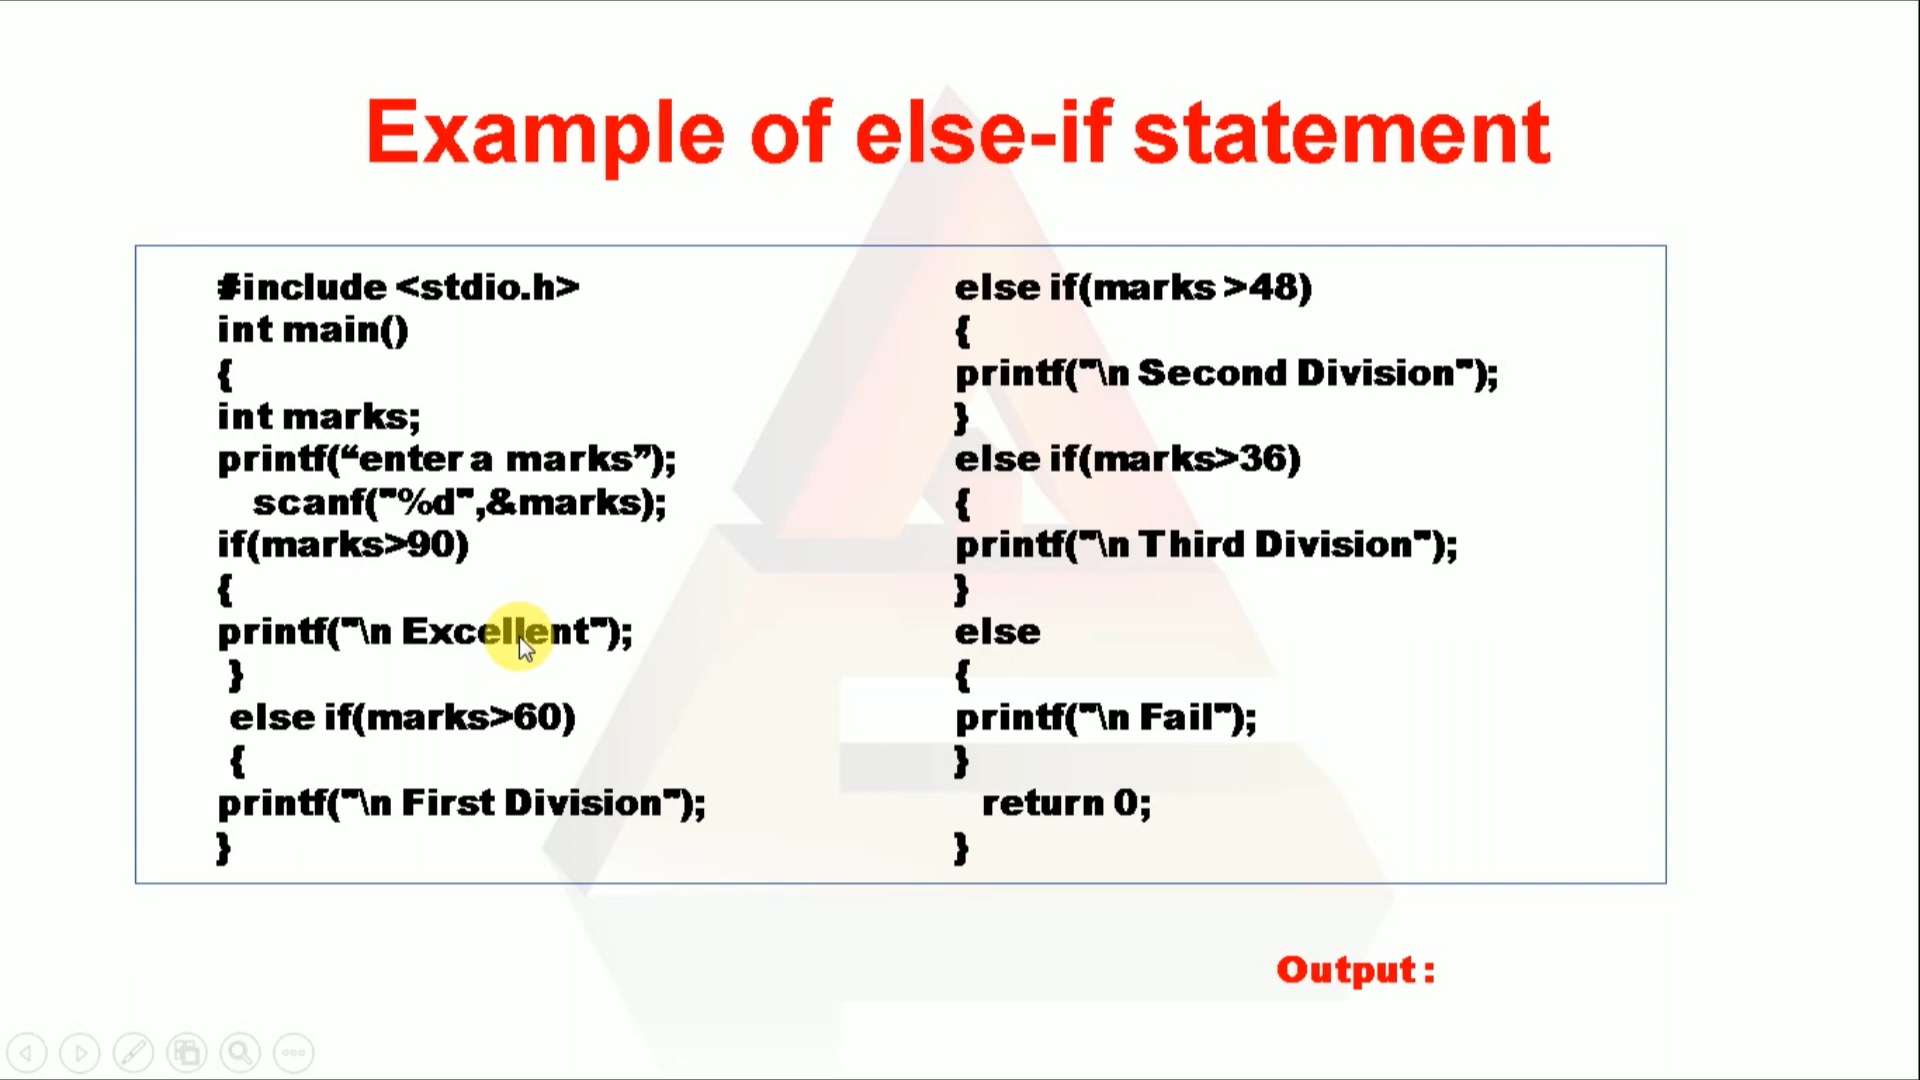 Example of else-if statement
#include <stdio.h>
int main()
{
int marks;
printf(“enter a marks”);
scanf("%d",&marks);
if(marks>90)
{
printf("\n Excellent");
}
else if(marks>60)
{
printf("\n First Division");
}
else if(marks >48)
{
printf("\n Second Division");
}
else if(marks>36)
{
printf("\n Third Division");
}
else
{
printf("\n Fail");
}
return 0;
}
Output :